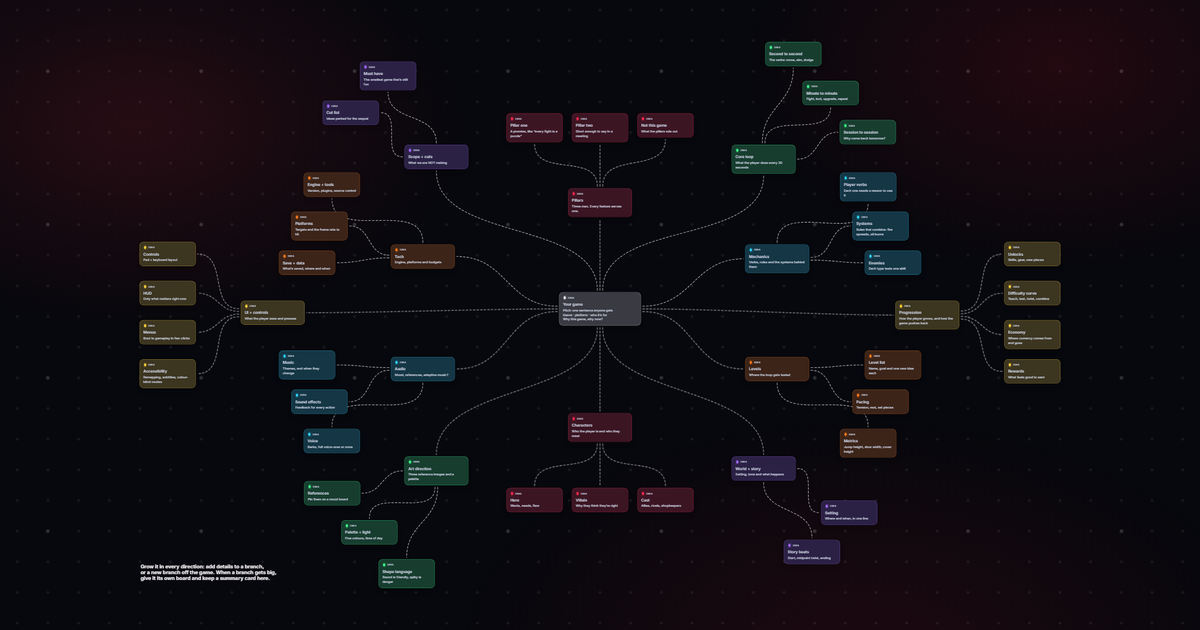 Second to second
The verbs: move, aim, dodge
Must have
The smallest game that's still fun
Minute to minute
Fight, loot, upgrade, repeat
Cut list
Ideas parked for the sequel
Pillar one
A promise, like "every fight is a puzzle"
Pillar two
Short enough to say in a meeting
Not this game
What the pillars rule out
Session to session
Why come back tomorrow?
Scope + cuts
What we are NOT making
Core loop
What the player does every 30 seconds
Engine + tools
Version, plugins, source control
Pillars
Three max. Every feature serves one.
Player verbs
Each one needs a reason to use it
Platforms
Targets and the frame rate to hit
Systems
Rules that combine: fire spreads, oil burns
Controls
Pad + keyboard layout
Save + data
What's saved, where and when
Tech
Engine, platforms and budgets
Mechanics
Verbs, rules and the systems behind them
Enemies
Each type tests one skill
Unlocks
Skills, gear, new places
HUD
Only what matters right now
Your game
Pitch: one sentence anyone gets
Genre · platform · who it's for
Why this game, why now?
Difficulty curve
Teach, test, twist, combine
UI + controls
What the player sees and presses
Progression
How the player grows, and how the game pushes back
Menus
Boot to gameplay in few clicks
Economy
Where currency comes from and goes
Music
Themes, and when they change
Audio
Mood, references, adaptive music?
Levels
Where the loop gets tested
Level list
Name, goal and one new idea each
Accessibility
Remapping, subtitles, colour-blind modes
Rewards
What feels good to earn
Sound effects
Feedback for every action
Pacing
Tension, rest, set pieces
Voice
Barks, full voice-over or none
Characters
Who the player is and who they meet
Metrics
Jump height, door width, cover height
Art direction
Three reference images and a palette
World + story
Setting, lore and what happens
References
Pin them on a mood board
Hero
Wants, needs, flaw
Villain
Why they think they're right
Cast
Allies, rivals, shopkeepers
Setting
Where and when, in one line
Palette + light
Five colours, time of day
Story beats
Start, midpoint twist, ending
Shape language
Round is friendly, spiky is danger
Grow it in every direction: add details to a branch,
or a new branch off the game. When a branch gets big,
give it its own board and keep a summary card here.